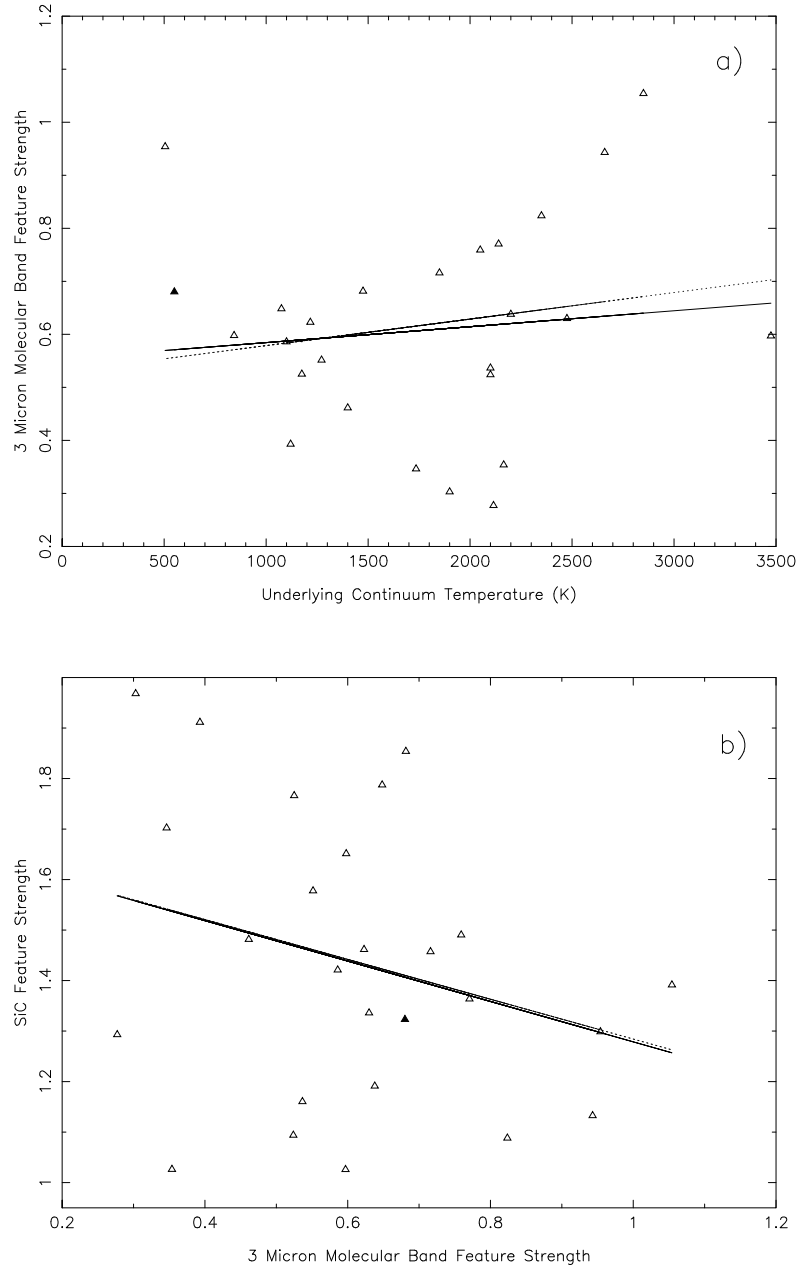 a)
1.2
1
0.8
0.6
0.4
0.2
3 Micron Molecular Band Feature Strength
0 500 1000 1500 2000 2500 3000 3500
Underlying Continuum Temperature (K)
b)
1.8
1.6
1.4
1.2
1
SiC Feature Strength
0.2 0.4 0.6 0.8 1 1.2
3 Micron Molecular Band Feature Strength